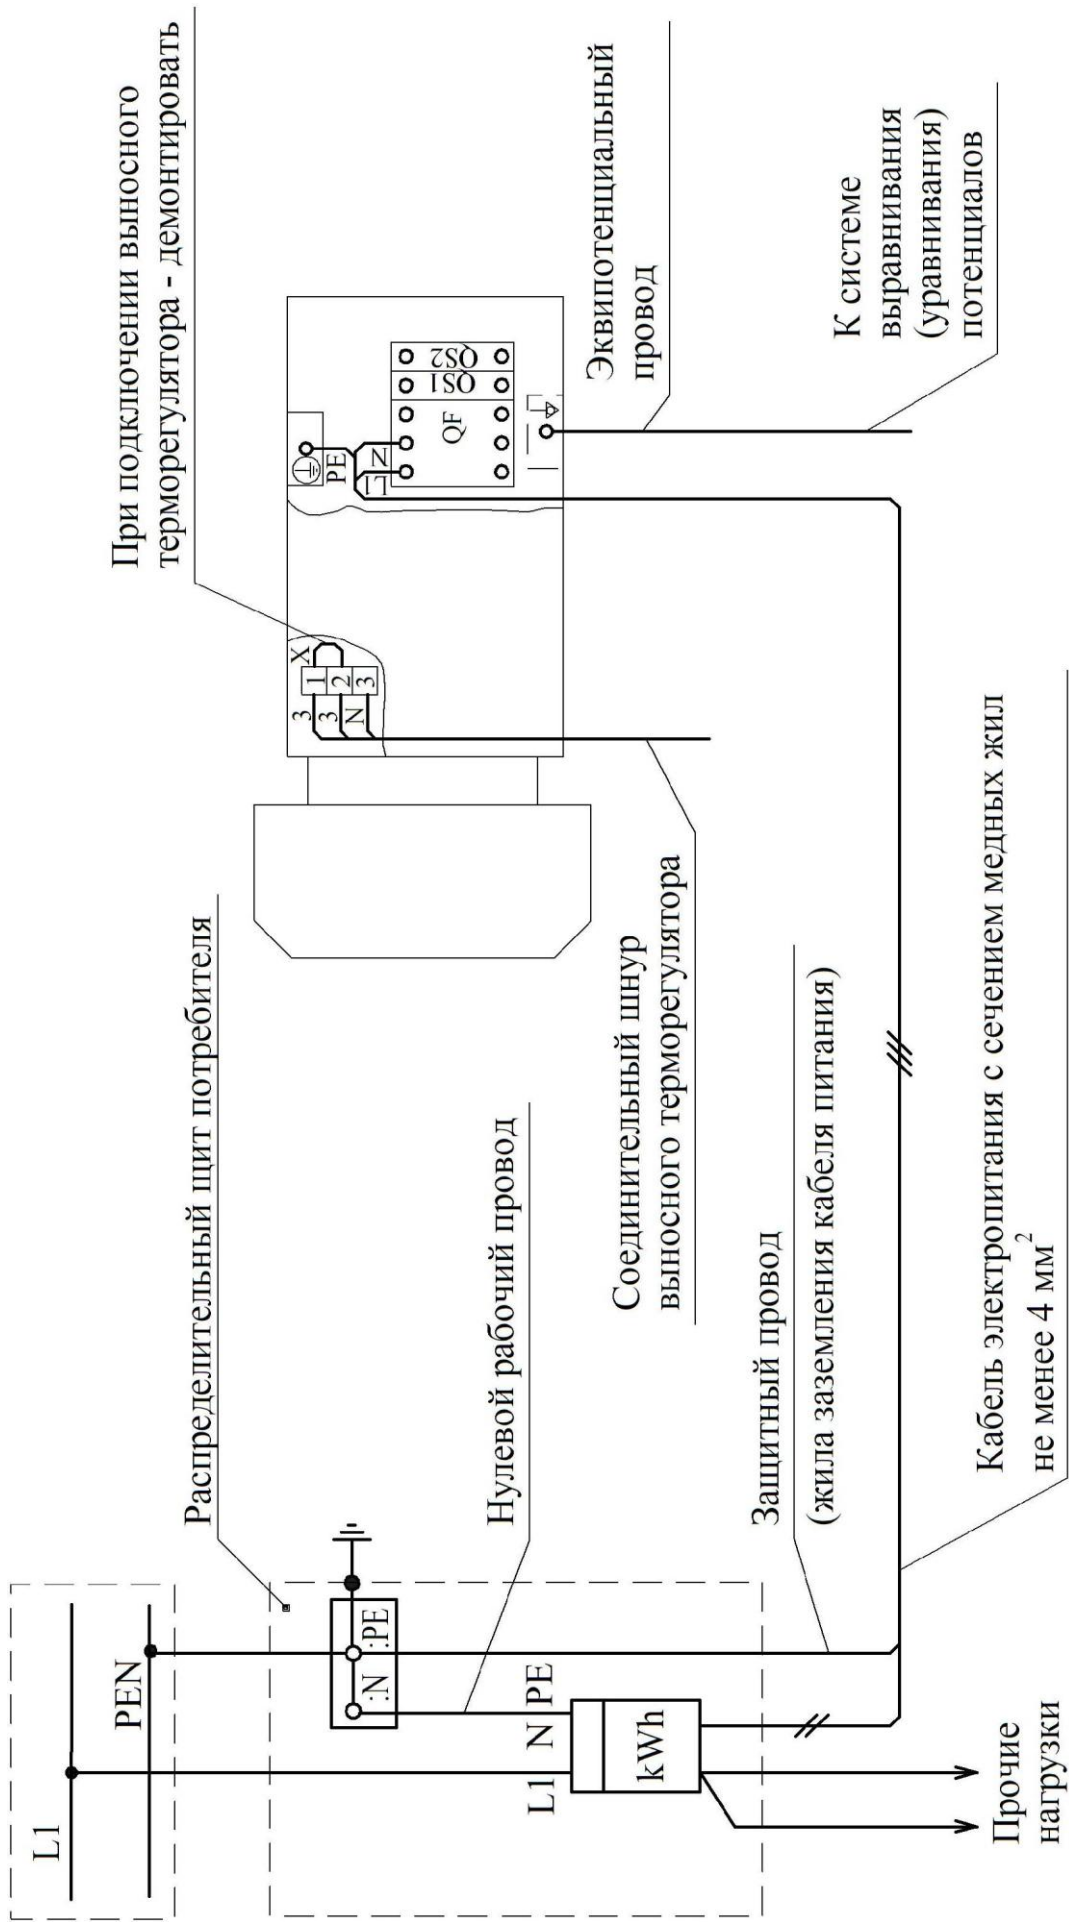 При подключении выносного
терморегулятора - демонтировать
Распределительный щит потребителя
L1
PEN
:N
:PE
L1 N PE
kWh
Прочие
нагрузки
Нулевой рабочий провод
Защитный провод
(жила заземления кабеля питания)
Кабель электропитания с сечением медных жил
не менее 4 мм²
Соединительный шнур
выносного терморегулятора
X
3
3
N
1
2
3
PE
L1
N
QF
QS1
QS2
Эквипотенциальный
провод
К системе
выравнивания
(уравнивания)
потенциалов